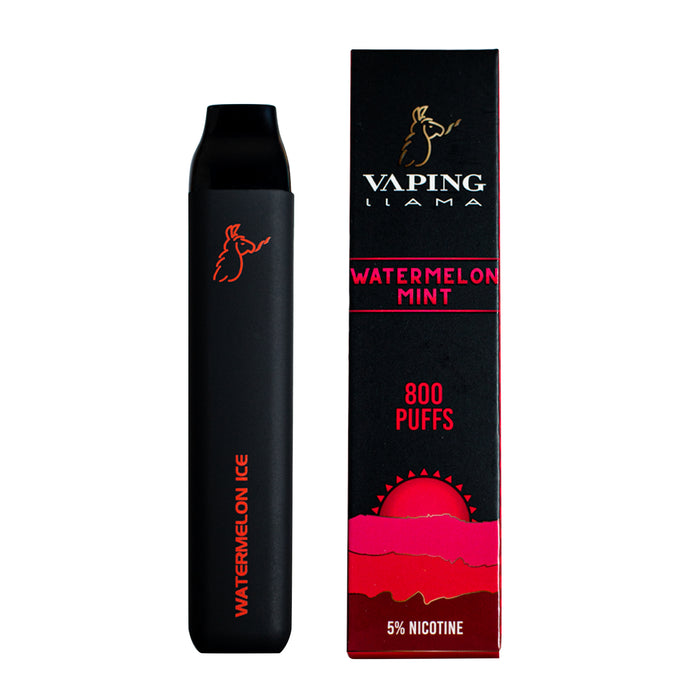 WATERMELON ICE
VAPING
LLAMA
WATERMELON
MINT
800
PUFFS
5% NICOTINE